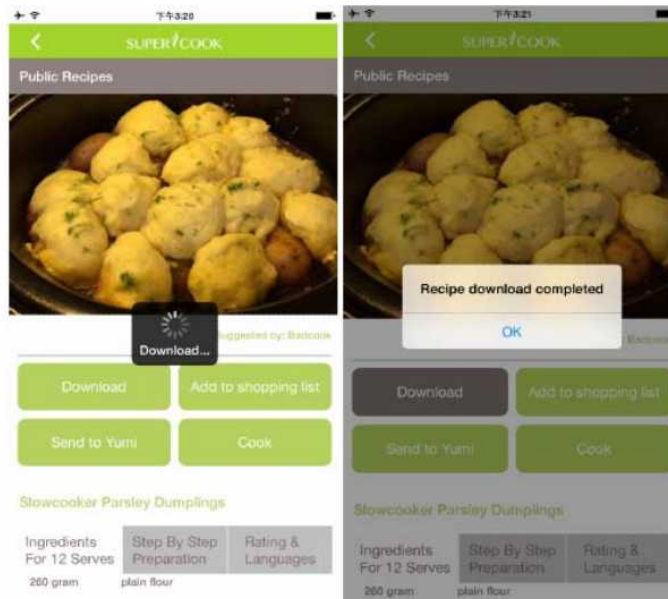 下午3:20
SUPER COOK
Public Recipes
Download...
Suggested by: Badcook
Download
Add to shopping list
Send to Yumi
Cook
Slowcooker Parsley Dumplings
Ingredients
For 12 Serves
Step By Step
Preparation
Rating &
Languages
260 gram plain flour
下午3:21
SUPER COOK
Public Recipes
Recipe download completed
OK
Badcook
Download
Add to shopping list
Send to Yumi
Cook
Slowcooker Parsley Dumplings
Ingredients
For 12 Serves
Step By Step
Preparation
Rating &
Languages
260 gram plain flour